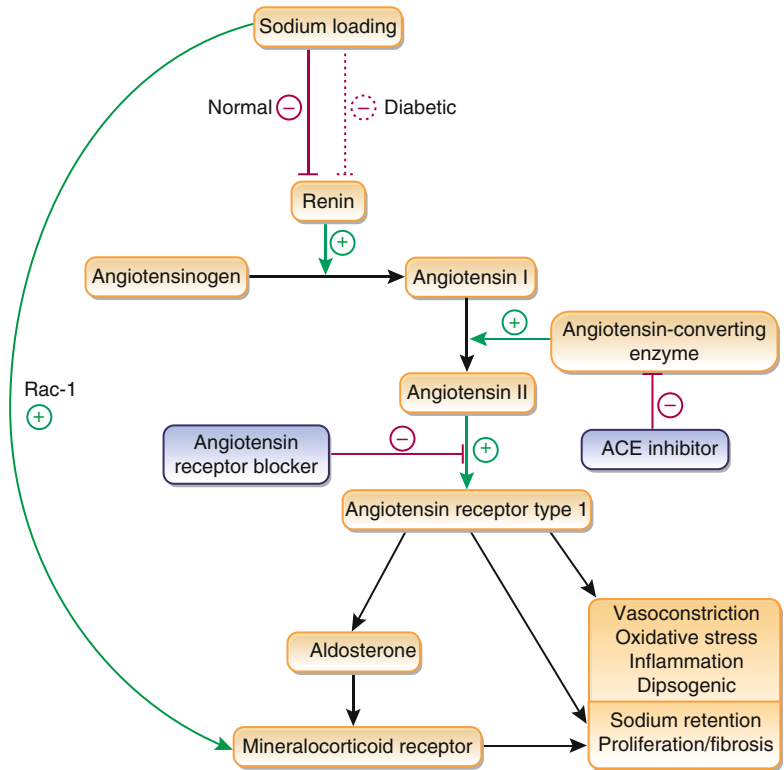 Sodium loading
Normal −
− Diabetic
Renin
+
Angiotensinogen
Angiotensin I
+
Angiotensin-converting
enzyme
Rac-1
+
Angiotensin II
−
Angiotensin
receptor blocker
−
+
ACE inhibitor
Angiotensin receptor type 1
Vasoconstriction
Oxidative stress
Inflammation
Dipsogenic
Aldosterone
Sodium retention
Proliferation/fibrosis
Mineralocorticoid receptor